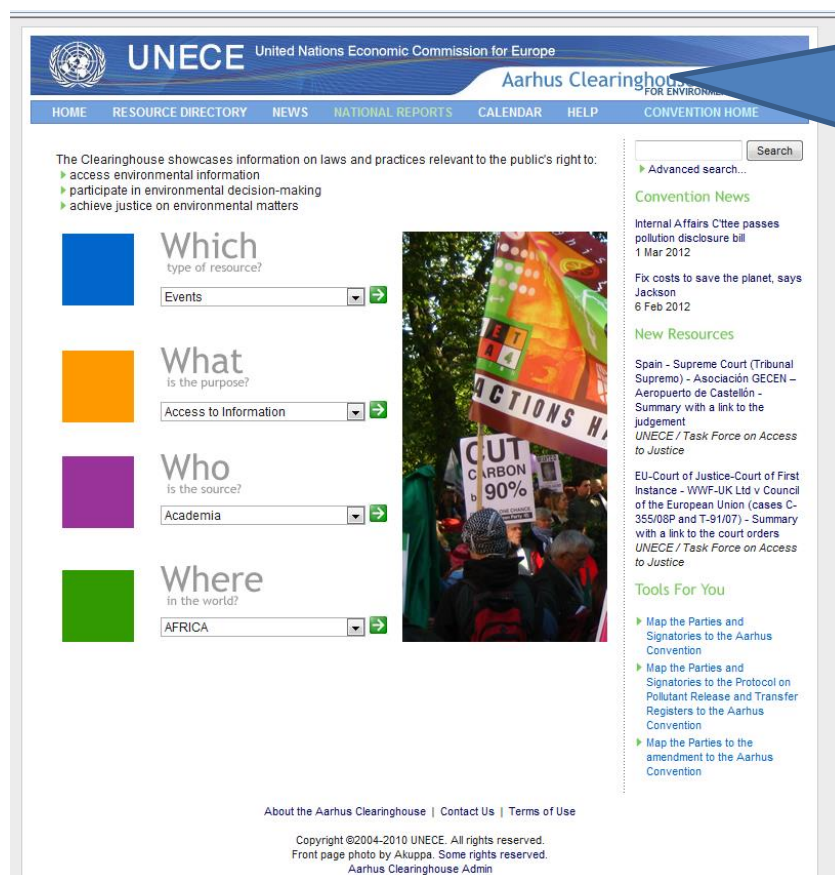 UNECE United Nations Economic Commission for Europe
Aarhus Clearinghouse
FOR ENVIRON
HOME RESOURCE DIRECTORY NEWS NATIONAL REPORTS CALENDAR HELP CONVENTION HOME
The Clearinghouse showcases information on laws and practices relevant to the public's right to:
access environmental information
participate in environmental decision-making
achieve justice on environmental matters
Which
type of resource?
Events
What
is the purpose?
Access to Information
Who
is the source?
Academia
Where
in the world?
AFRICA
ACTIONS HA
CUT
CARBON
90%
Search
Advanced search...
Convention News
Internal Affairs C'ttee passes
pollution disclosure bill
1 Mar 2012
Fix costs to save the planet, says
Jackson
6 Feb 2012
New Resources
Spain - Supreme Court (Tribunal
Supremo) - Asociación GECEN –
Aeropuerto de Castellón -
Summary with a link to the
judgement
UNECE / Task Force on Access
to Justice
EU-Court of Justice-Court of First
Instance - WWF-UK Ltd v Council
of the European Union (cases C-
355/08P and T-91/07) - Summary
with a link to the court orders
UNECE / Task Force on Access
to Justice
Tools For You
Map the Parties and
Signatories to the Aarhus
Convention
Map the Parties and
Signatories to the Protocol on
Pollutant Release and Transfer
Registers to the Aarhus
Convention
Map the Parties to the
amendment to the Aarhus
Convention
About the Aarhus Clearinghouse | Contact Us | Terms of Use
Copyright ©2004-2010 UNECE. All rights reserved.
Front page photo by Akuppa. Some rights reserved.
Aarhus Clearinghouse Admin